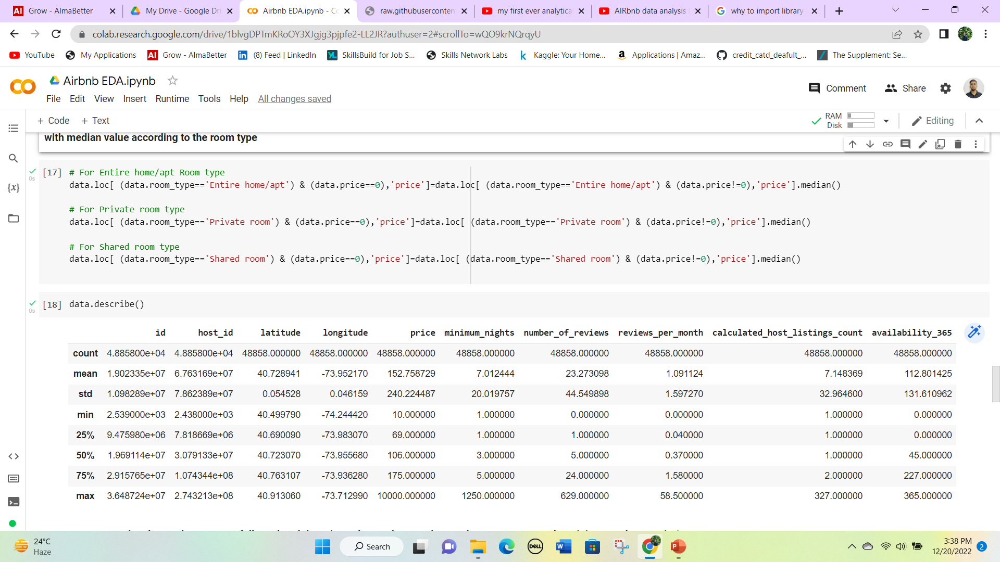 Grow - AlmaBetter
My Drive - Google Dri
Airbnb EDA.ipynb - Co
raw.githubuserconten
my first ever analytica
AIRbnb data analysis
why to import library
colab.research.google.com/drive/1blvgDPTmKRoOY3XJgjg3pjpfe2-LL2JR?authuser=2#scrollTo=wQO9krNQrqyU
YouTube
My Applications
Grow - AlmaBetter
(8) Feed | LinkedIn
SkillsBuild for Job S...
Skills Network Labs
Kaggle: Your Home...
Applications | Amaz...
credit_catd_deafult_...
The Supplement: Se...
Airbnb EDA.ipynb
Comment
Share
File Edit View Insert Runtime Tools Help All changes saved
+ Code + Text
RAM
Disk
Editing
with median value according to the room type
[17] # For Entire home/apt Room type
0s
data.loc[ (data.room_type=='Entire home/apt') & (data.price==0),'price']=data.loc[ (data.room_type=='Entire home/apt') & (data.price!=0),'price'].median()
# For Private room type
data.loc[ (data.room_type=='Private room') & (data.price==0),'price']=data.loc[ (data.room_type=='Private room') & (data.price!=0),'price'].median()
# For Shared room type
data.loc[ (data.room_type=='Shared room') & (data.price==0),'price']=data.loc[ (data.room_type=='Shared room') & (data.price!=0),'price'].median()
[18] data.describe()
0s
id host_id latitude longitude price minimum_nights number_of_reviews reviews_per_month calculated_host_listings_count availability_365
count 4.885800e+04 4.885800e+04 48858.000000 48858.000000 48858.000000 48858.000000 48858.000000 48858.000000 48858.000000 48858.000000
mean 1.902335e+07 6.763169e+07 40.728941 -73.952170 152.758729 7.012444 23.273098 1.091124 7.148369 112.801425
std 1.098289e+07 7.862389e+07 0.054528 0.046159 240.224487 20.019757 44.549898 1.597270 32.964600 131.610962
min 2.539000e+03 2.438000e+03 40.499790 -74.244420 10.000000 1.000000 0.000000 0.000000 1.000000 0.000000
25% 9.475980e+06 7.818669e+06 40.690090 -73.983070 69.000000 1.000000 1.000000 0.040000 1.000000 0.000000
50% 1.969114e+07 3.079133e+07 40.723070 -73.955680 106.000000 3.000000 5.000000 0.370000 1.000000 45.000000
75% 2.915765e+07 1.074344e+08 40.763107 -73.936280 175.000000 5.000000 24.000000 1.580000 2.000000 227.000000
max 3.648724e+07 2.743213e+08 40.913060 -73.712990 10000.000000 1250.000000 629.000000 58.500000 327.000000 365.000000
24°C
Haze
Search
3:38 PM
12/20/2022
2